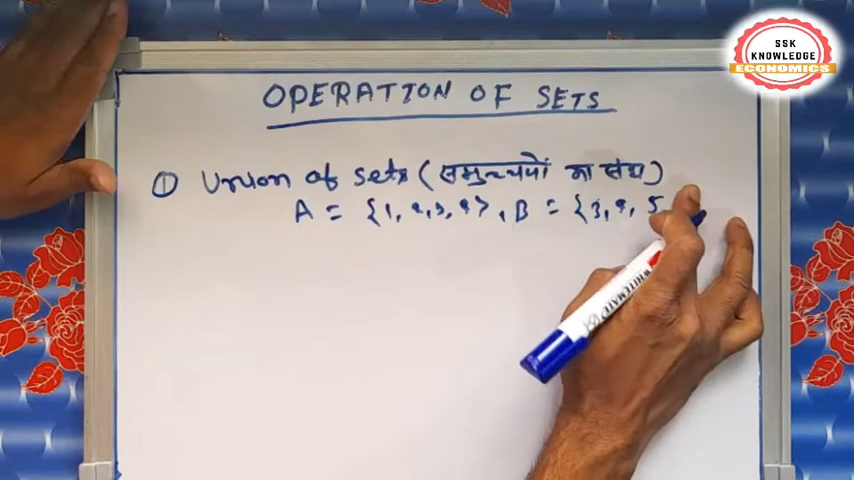 SSK
KNOWLEDGE
ECONOMICS
OPERATION OF SETS
① Union of sets (समुच्चयों का संघ)
A = {1, 2, 3, 4}, B = {3, 4, 5
WHITEMATE